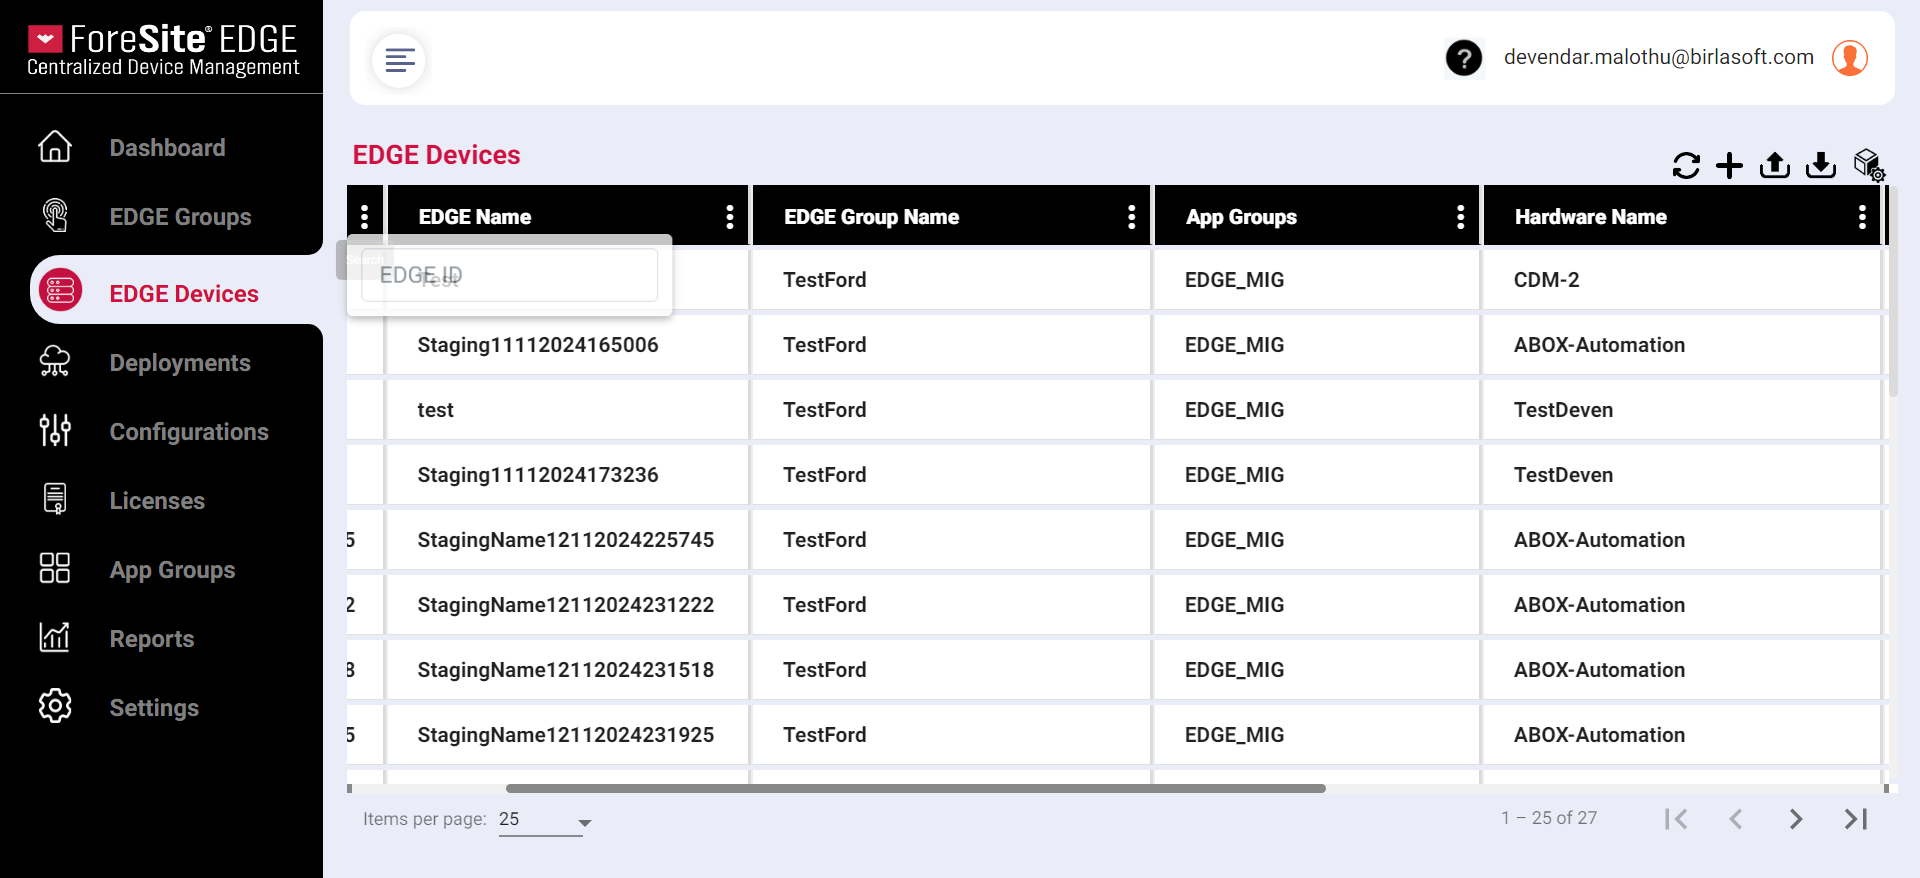 ForeSite® EDGE
Centralized Device Management
?
devendar.malothu@birlasoft.com
Dashboard
EDGE Groups
EDGE Devices
Deployments
Configurations
Licenses
App Groups
Reports
Settings
EDGE Devices
EDGE Name
EDGE Group Name
App Groups
Hardware Name
Search
EDGE ID
Test
TestFord
EDGE_MIG
CDM-2
Staging11112024165006
TestFord
EDGE_MIG
ABOX-Automation
test
TestFord
EDGE_MIG
TestDeven
Staging11112024173236
TestFord
EDGE_MIG
TestDeven
5
StagingName12112024225745
TestFord
EDGE_MIG
ABOX-Automation
2
StagingName12112024231222
TestFord
EDGE_MIG
ABOX-Automation
8
StagingName12112024231518
TestFord
EDGE_MIG
ABOX-Automation
5
StagingName12112024231925
TestFord
EDGE_MIG
ABOX-Automation
Items per page: 25
1 – 25 of 27